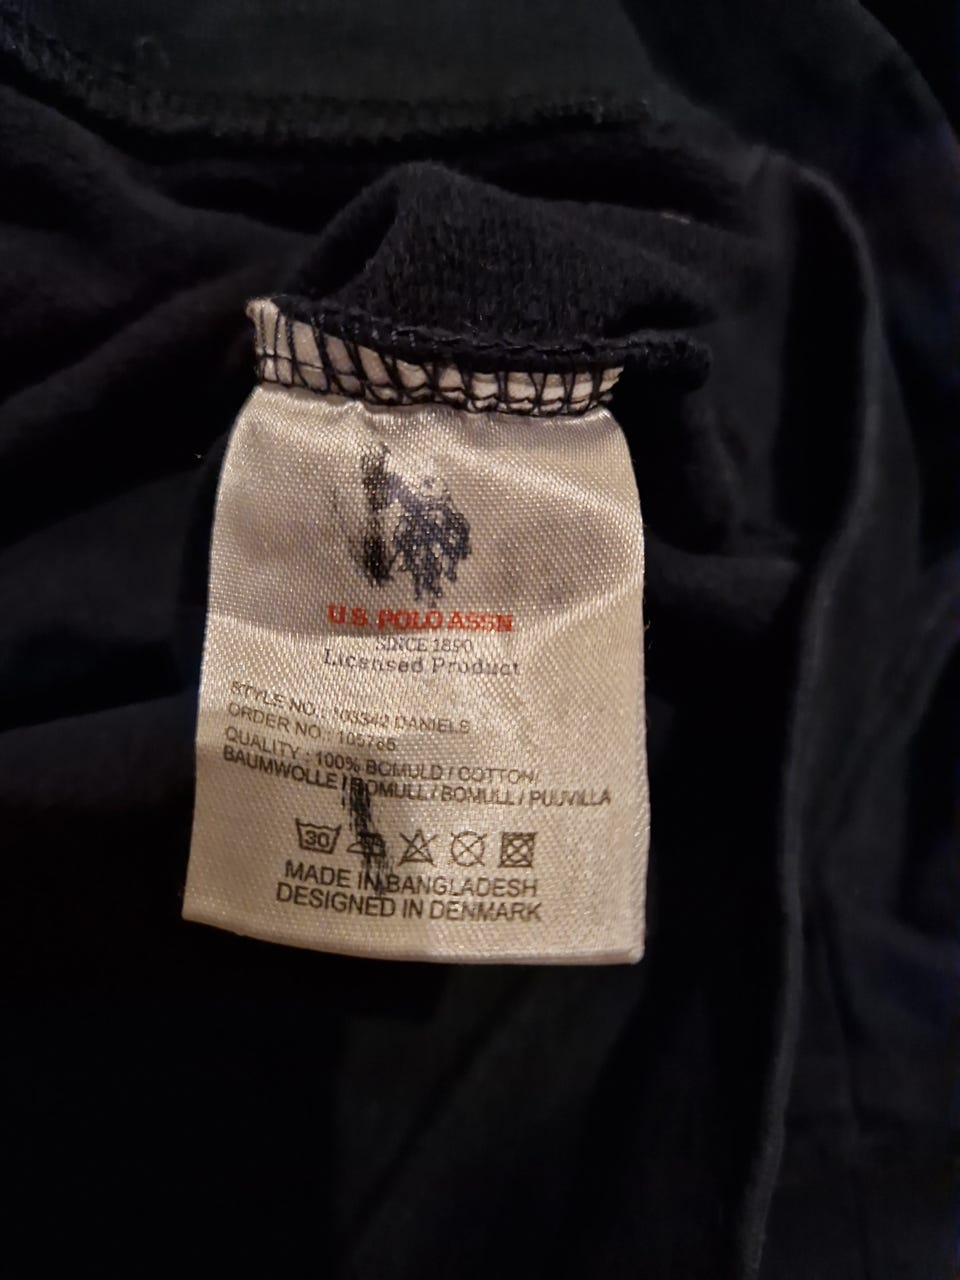 U.S. POLO ASSN
SINCE 1890
Licensed Product
STYLE NO.: 103342 DANIELS
ORDER NO.: 105765
QUALITY : 100% BOMULD / COTTON/
BAUMWOLLE / BOMULL / BOMULL / PUUVILLA
30
MADE IN BANGLADESH
DESIGNED IN DENMARK